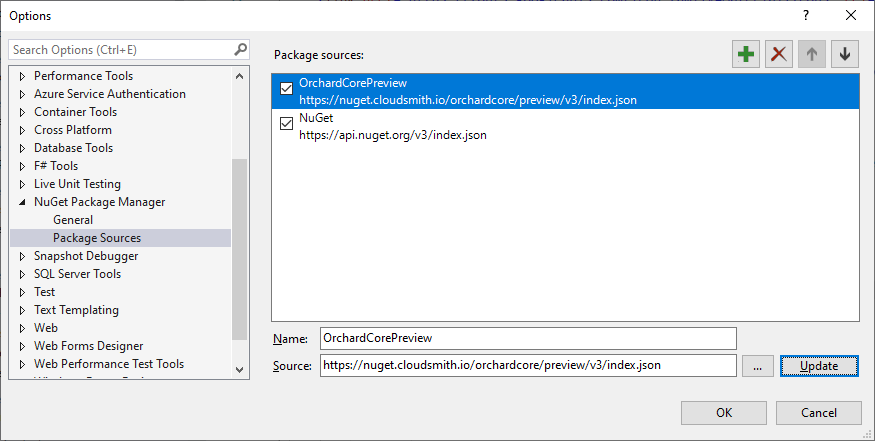 Options
?
Search Options (Ctrl+E)
Performance Tools
Azure Service Authentication
Container Tools
Cross Platform
Database Tools
F# Tools
Live Unit Testing
NuGet Package Manager
General
Package Sources
Snapshot Debugger
SQL Server Tools
Test
Text Templating
Web
Web Forms Designer
Web Performance Test Tools
Package sources:
OrchardCorePreview
https://nuget.cloudsmith.io/orchardcore/preview/v3/index.json
NuGet
https://api.nuget.org/v3/index.json
Name: OrchardCorePreview
Source: https://nuget.cloudsmith.io/orchardcore/preview/v3/index.json ... Update
OK Cancel